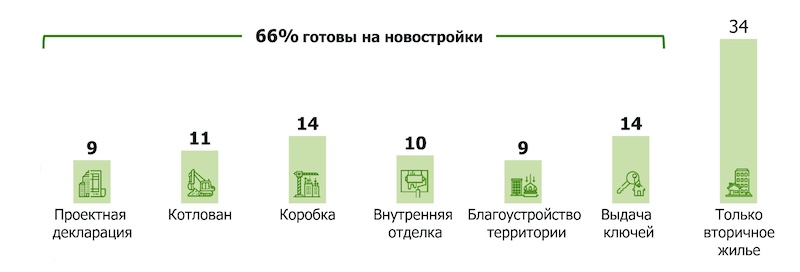 66% готовы на новостройки
34
9
11
14
10
9
14
Проектная
декларация
Котлован
Коробка
Внутренняя
отделка
Благоустройство
территории
Выдача
ключей
Только
вторичное
жилье